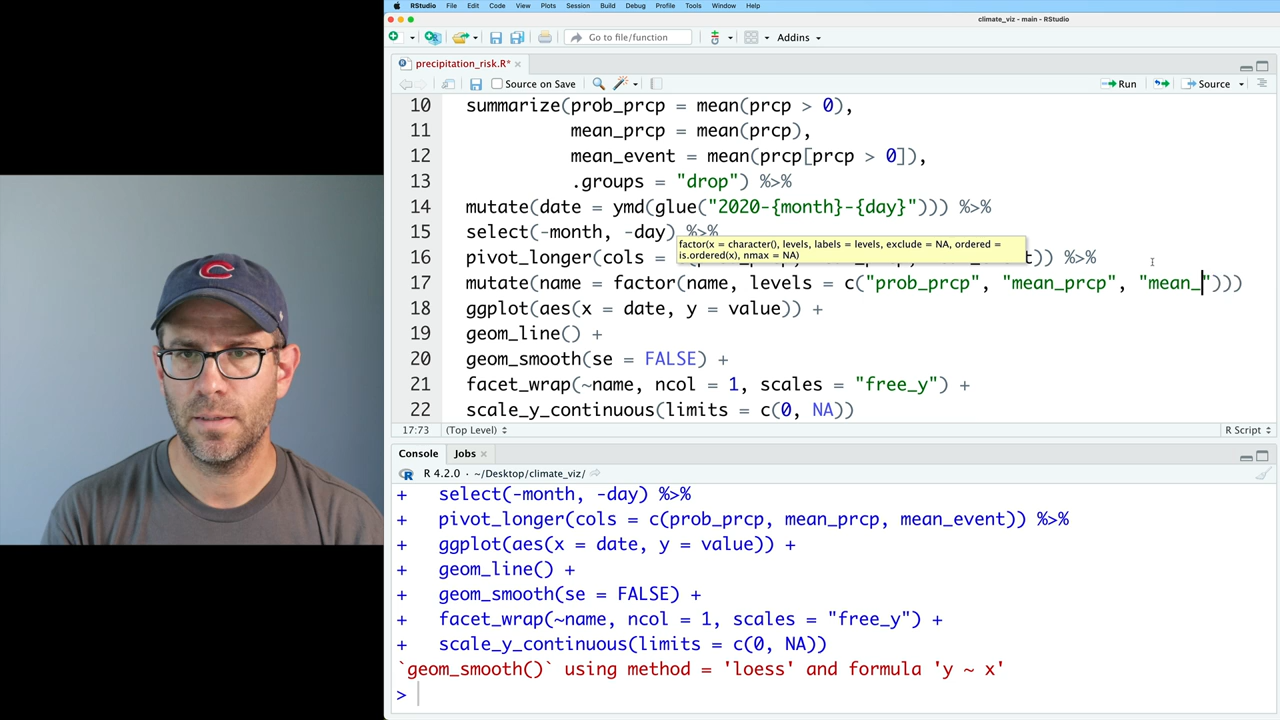 RStudio File Edit Code View Plots Session Build Debug Profile Tools Window Help
climate_viz - main - RStudio
Go to file/function Addins
precipitation_risk.R*
Source on Save Run Source
10 summarize(prob_prcp = mean(prcp > 0),
11 mean_prcp = mean(prcp),
12 mean_event = mean(prcp[prcp > 0]),
13 .groups = "drop") %>%
14 mutate(date = ymd(glue("2020-{month}-{day}"))) %>%
15 select(-month, -day) %>%
factor(x = character(), levels, labels = levels, exclude = NA, ordered =
is.ordered(x), nmax = NA)
16 pivot_longer(cols = t)) %>%
17 mutate(name = factor(name, levels = c("prob_prcp", "mean_prcp", "mean_")))
18 ggplot(aes(x = date, y = value)) +
19 geom_line() +
20 geom_smooth(se = FALSE) +
21 facet_wrap(~name, ncol = 1, scales = "free_y") +
22 scale_y_continuous(limits = c(0, NA))
17:73 (Top Level) R Script
Console Jobs
R 4.2.0 · ~/Desktop/climate_viz/
+ select(-month, -day) %>%
+ pivot_longer(cols = c(prob_prcp, mean_prcp, mean_event)) %>%
+ ggplot(aes(x = date, y = value)) +
+ geom_line() +
+ geom_smooth(se = FALSE) +
+ facet_wrap(~name, ncol = 1, scales = "free_y") +
+ scale_y_continuous(limits = c(0, NA))
`geom_smooth()` using method = 'loess' and formula 'y ~ x'
>